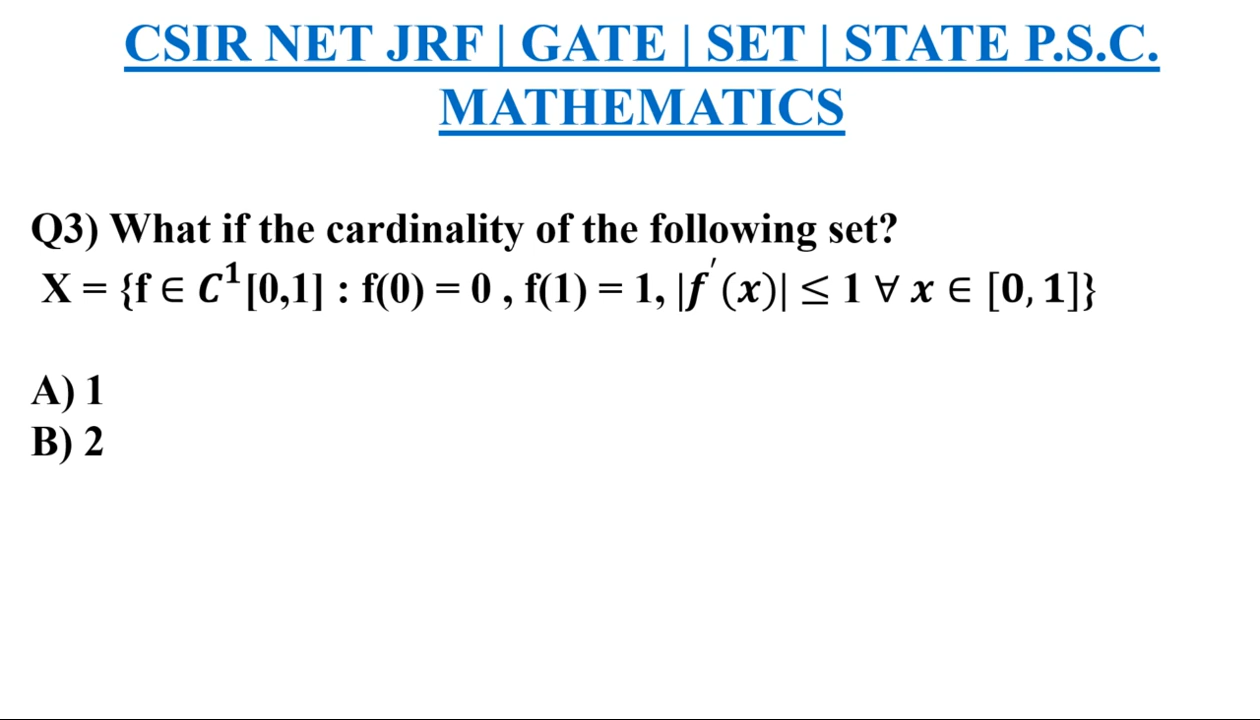 CSIR NET JRF | GATE | SET | STATE P.S.C.
MATHEMATICS
Q3) What if the cardinality of the following set?
X = {f ∈ C¹[0,1] : f(0) = 0 , f(1) = 1, |f′(x)| ≤ 1 ∀ x ∈ [0, 1]}
A) 1
B) 2